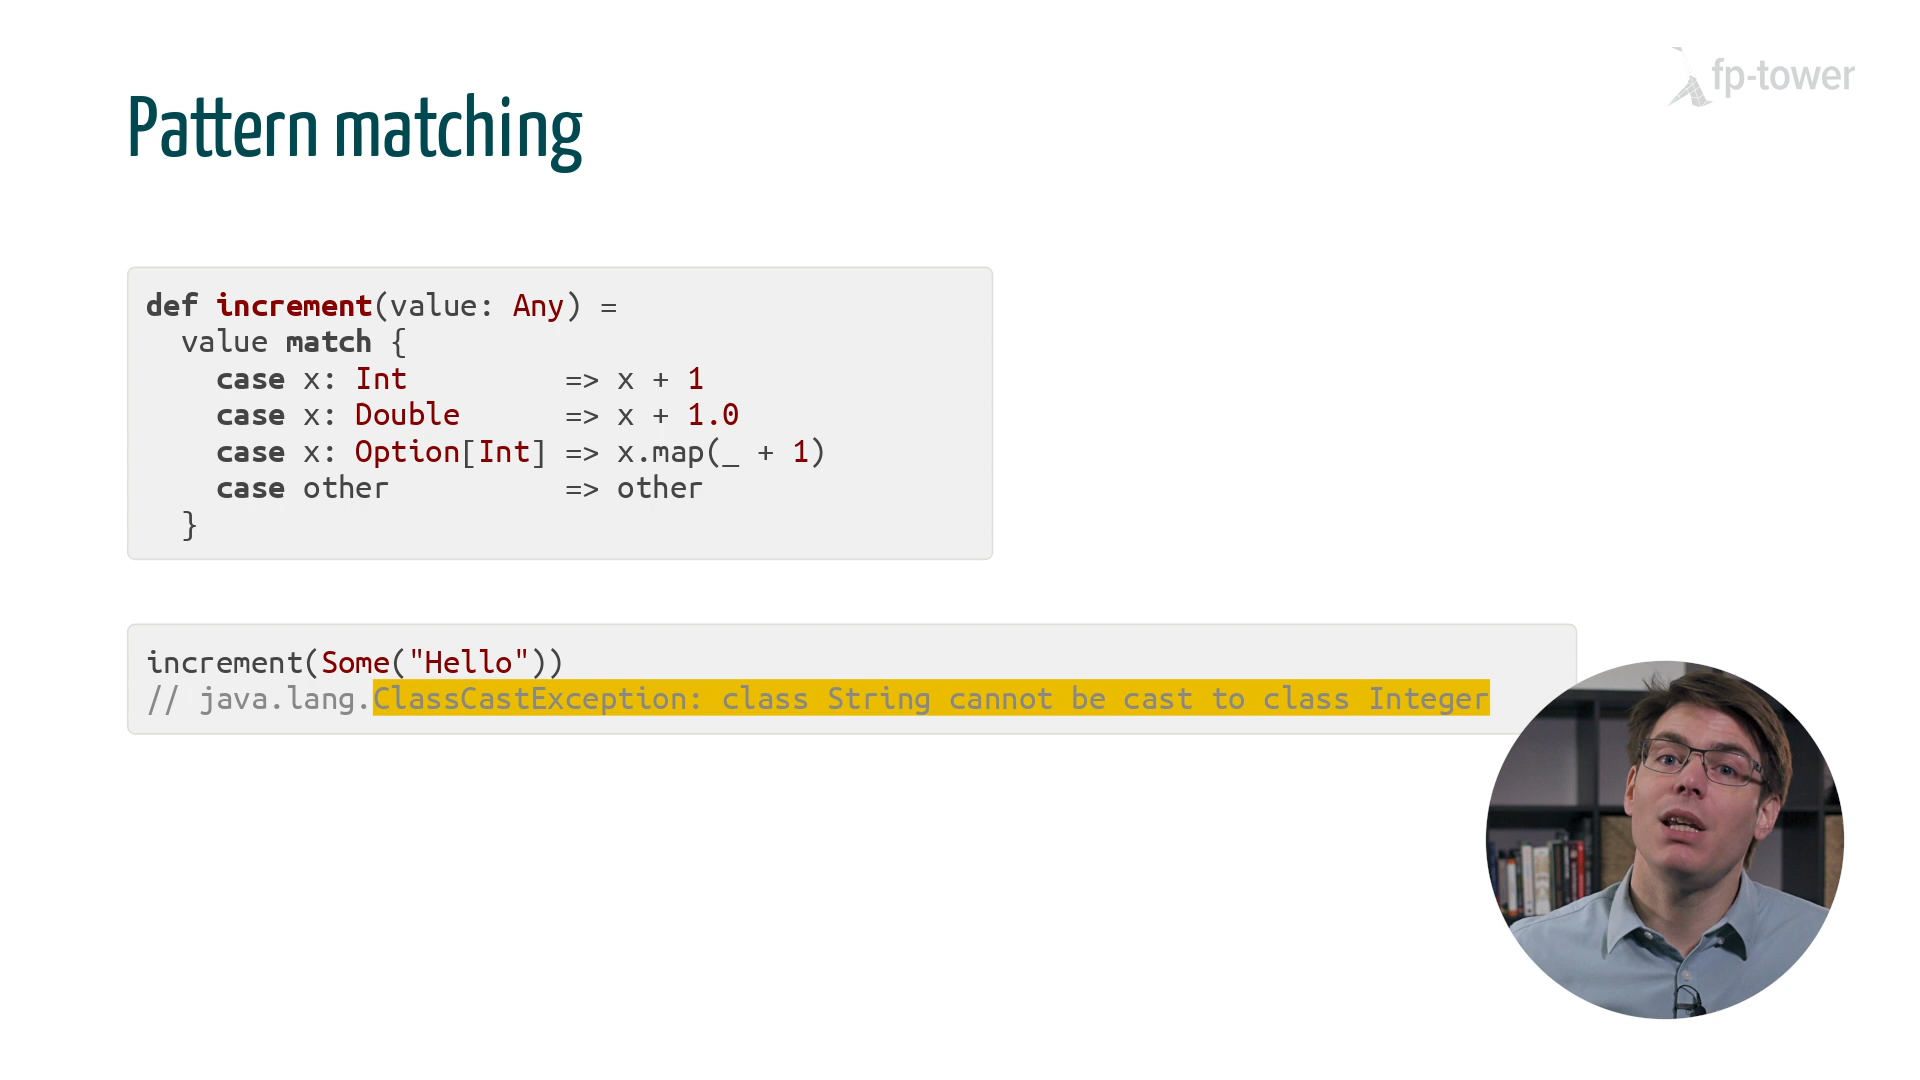 fp-tower
Pattern matching
def increment(value: Any) =
  value match {
    case x: Int         => x + 1
    case x: Double      => x + 1.0
    case x: Option[Int] => x.map(_ + 1)
    case other          => other
  }
increment(Some("Hello"))
// java.lang.ClassCastException: class String cannot be cast to class Integer